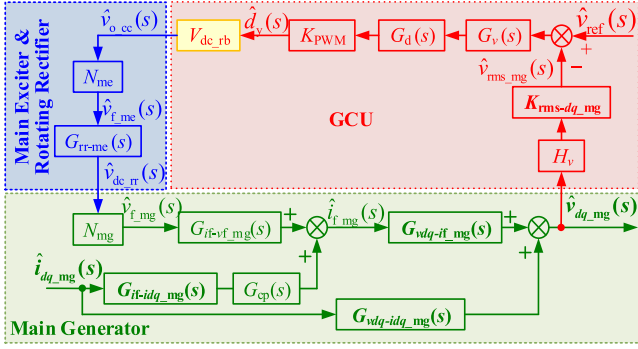 Main Exciter &
Rotating Rectifier
v̂o_cc(s)
Vdc_rb
d̂y(s)
KPWM
Gd(s)
Gv(s)
v̂ref(s)
+
−
v̂rms_mg(s)
Nme
v̂f_me(s)
Krms-dq_mg
GCU
Grr-me(s)
Hv
v̂dc_rr(s)
Nmg
v̂f_mg(s)
Gif-vf_mg(s)
+
+
îf_mg(s)
Gvdq-if_mg(s)
+
+
v̂dq_mg(s)
îdq_mg(s)
Gif-idq_mg(s)
Gcp(s)
Gvdq-idq_mg(s)
Main Generator